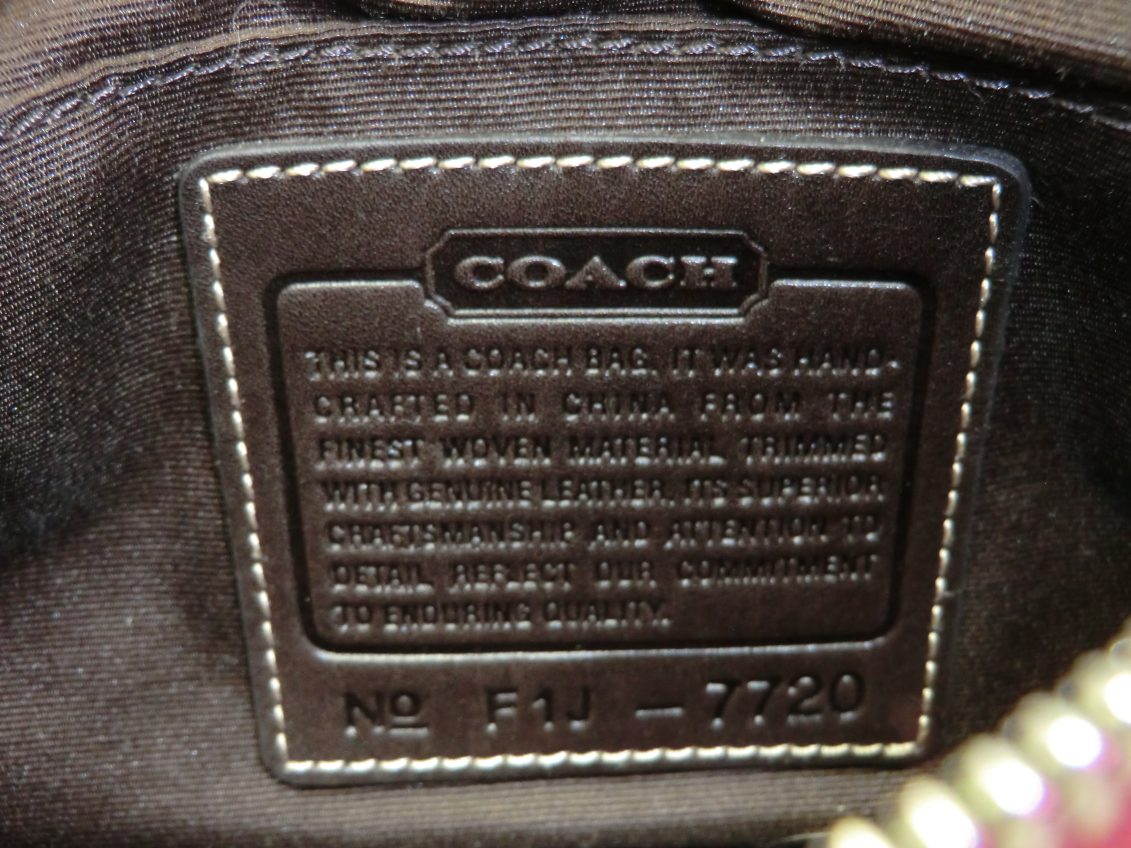 COACH
THIS IS A COACH BAG. IT WAS HAND-
CRAFTED IN CHINA FROM THE
FINEST WOVEN MATERIAL TRIMMED
WITH GENUINE LEATHER. ITS SUPERIOR
CRAFTSMANSHIP AND ATTENTION TO
DETAIL REFLECT OUR COMMITMENT
TO ENDURING QUALITY.
Nº F1J – 7720